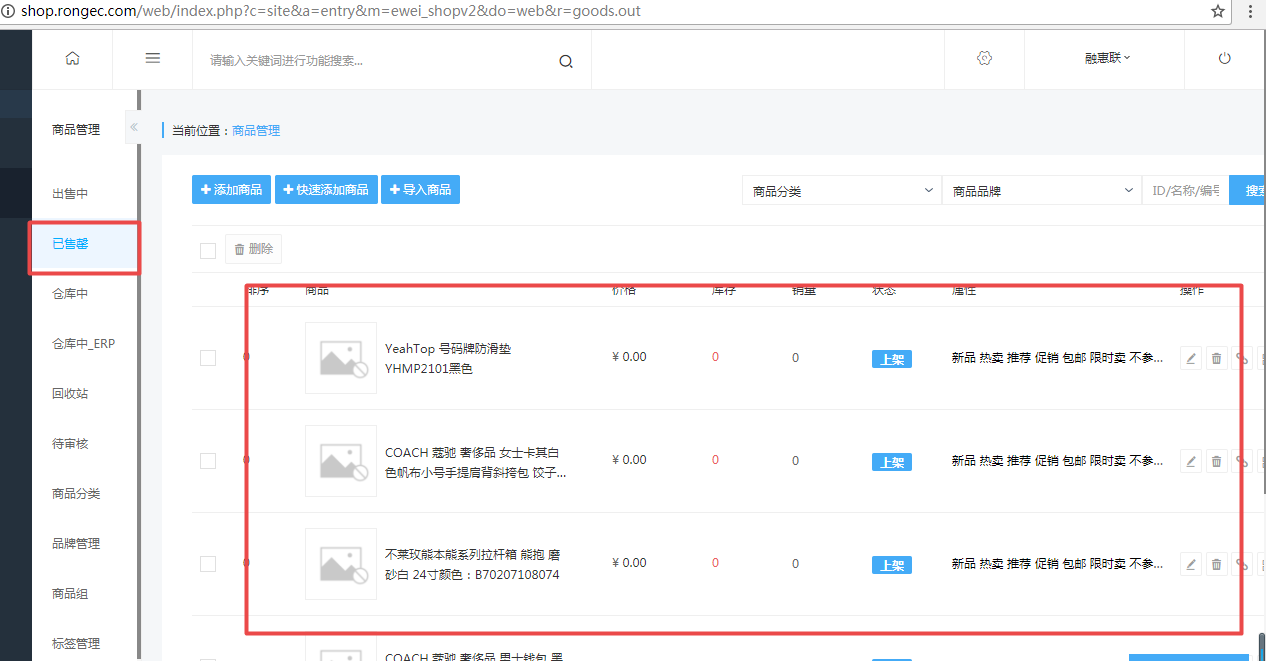 shop.rongec.com/web/index.php?c=site&a=entry&m=ewei_shopv2&do=web&r=goods.out
请输入关键词进行功能搜索...
融惠联
商品管理
当前位置：商品管理
出售中
已售罄
仓库中
仓库中_ERP
回收站
待审核
商品分类
品牌管理
商品组
标签管理
添加商品 快速添加商品 导入商品
商品分类 商品品牌 ID/名称/编号 搜索
删除
排序 商品 价格 库存 销量 状态 属性 操作
0 YeahTop 号码牌防滑垫
YHMP2101黑色
¥ 0.00 0 0 上架 新品 热卖 推荐 促销 包邮 限时卖 不参...
0 COACH 蔻驰 奢侈品 女士卡其白
色帆布小号手提肩背斜挎包 饺子...
¥ 0.00 0 0 上架 新品 热卖 推荐 促销 包邮 限时卖 不参...
0 不莱玫熊本熊系列拉杆箱 熊抱 磨
砂白 24寸颜色：B70207108074
¥ 0.00 0 0 上架 新品 热卖 推荐 促销 包邮 限时卖 不参...
COACH 蔻驰 奢侈品 男士钱包 黑